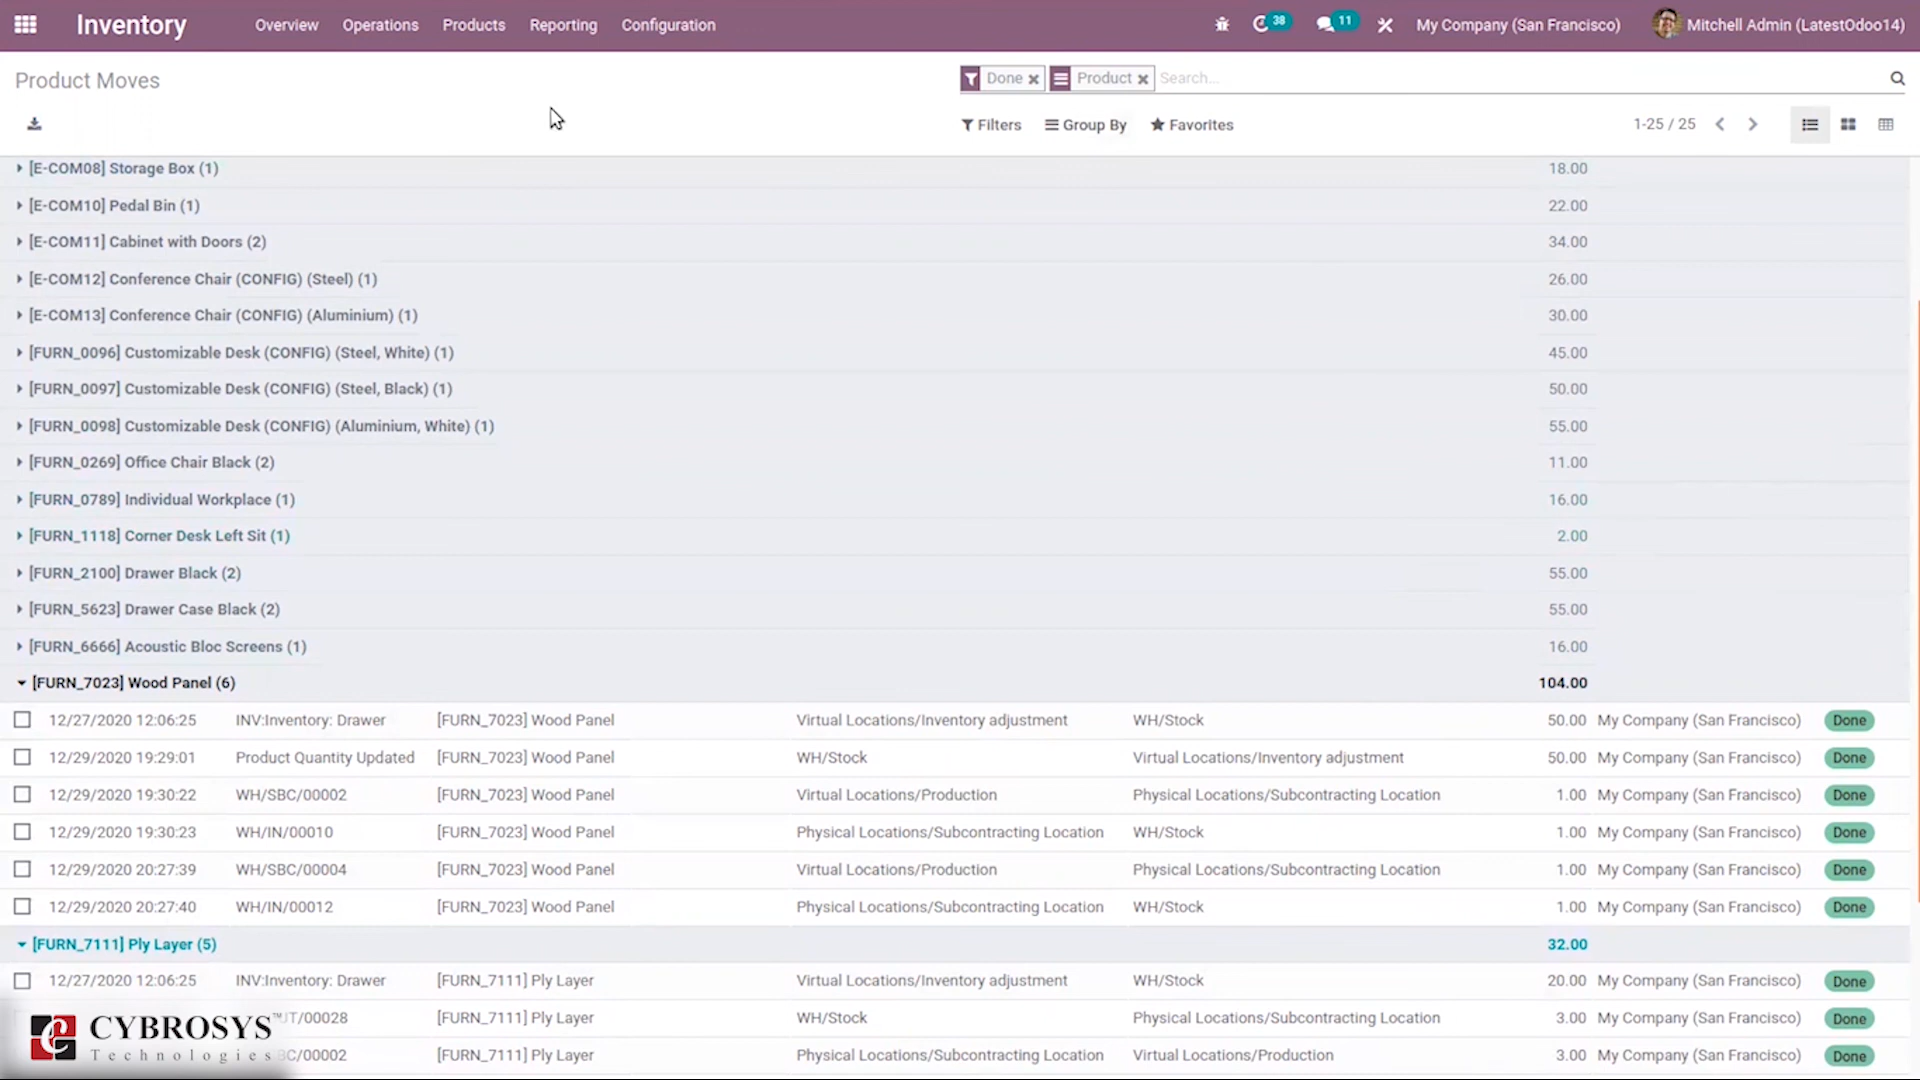 Inventory Overview Operations Products Reporting Configuration 38 11 My Company (San Francisco) Mitchell Admin (LatestOdoo14)
Product Moves Done Product Search...
Filters Group By Favorites 1-25 / 25
[E-COM08] Storage Box (1) 18.00
[E-COM10] Pedal Bin (1) 22.00
[E-COM11] Cabinet with Doors (2) 34.00
[E-COM12] Conference Chair (CONFIG) (Steel) (1) 26.00
[E-COM13] Conference Chair (CONFIG) (Aluminium) (1) 30.00
[FURN_0096] Customizable Desk (CONFIG) (Steel, White) (1) 45.00
[FURN_0097] Customizable Desk (CONFIG) (Steel, Black) (1) 50.00
[FURN_0098] Customizable Desk (CONFIG) (Aluminium, White) (1) 55.00
[FURN_0269] Office Chair Black (2) 11.00
[FURN_0789] Individual Workplace (1) 16.00
[FURN_1118] Corner Desk Left Sit (1) 2.00
[FURN_2100] Drawer Black (2) 55.00
[FURN_5623] Drawer Case Black (2) 55.00
[FURN_6666] Acoustic Bloc Screens (1) 16.00
[FURN_7023] Wood Panel (6) 104.00
12/27/2020 12:06:25 INV:Inventory: Drawer [FURN_7023] Wood Panel Virtual Locations/Inventory adjustment WH/Stock 50.00 My Company (San Francisco) Done
12/29/2020 19:29:01 Product Quantity Updated [FURN_7023] Wood Panel WH/Stock Virtual Locations/Inventory adjustment 50.00 My Company (San Francisco) Done
12/29/2020 19:30:22 WH/SBC/00002 [FURN_7023] Wood Panel Virtual Locations/Production Physical Locations/Subcontracting Location 1.00 My Company (San Francisco) Done
12/29/2020 19:30:23 WH/IN/00010 [FURN_7023] Wood Panel Physical Locations/Subcontracting Location WH/Stock 1.00 My Company (San Francisco) Done
12/29/2020 20:27:39 WH/SBC/00004 [FURN_7023] Wood Panel Virtual Locations/Production Physical Locations/Subcontracting Location 1.00 My Company (San Francisco) Done
12/29/2020 20:27:40 WH/IN/00012 [FURN_7023] Wood Panel Physical Locations/Subcontracting Location WH/Stock 1.00 My Company (San Francisco) Done
[FURN_7111] Ply Layer (5) 32.00
12/27/2020 12:06:25 INV:Inventory: Drawer [FURN_7111] Ply Layer Virtual Locations/Inventory adjustment WH/Stock 20.00 My Company (San Francisco) Done
/00028 [FURN_7111] Ply Layer WH/Stock Physical Locations/Subcontracting Location 3.00 My Company (San Francisco) Done
/00002 [FURN_7111] Ply Layer Physical Locations/Subcontracting Location Virtual Locations/Production 3.00 My Company (San Francisco) Done
CYBROSYS™
Technologies